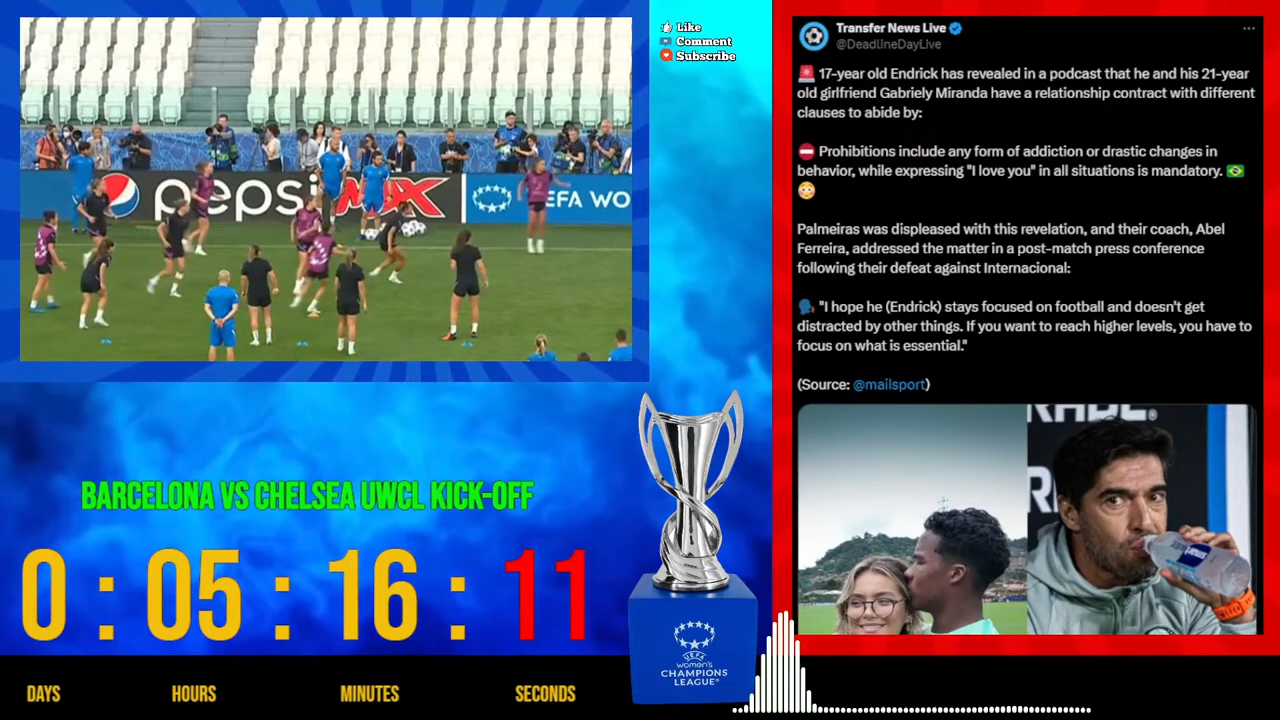 pepsi MAX
EFA WO
Like
Comment
Subscribe
BARCELONA VS CHELSEA UWCL KICK-OFF
0 : 05 : 16 : 11
DAYS HOURS MINUTES SECONDS
UEFA
women's
CHAMPIONS
LEAGUE®
Transfer News Live
@DeadlineDayLive
🚨 17-year old Endrick has revealed in a podcast that he and his 21-year
old girlfriend Gabriely Miranda have a relationship contract with different
clauses to abide by:
⛔ Prohibitions include any form of addiction or drastic changes in
behavior, while expressing "I love you" in all situations is mandatory. 🇧🇷
😳
Palmeiras was displeased with this revelation, and their coach, Abel
Ferreira, addressed the matter in a post-match press conference
following their defeat against Internacional:
🗣️ "I hope he (Endrick) stays focused on football and doesn't get
distracted by other things. If you want to reach higher levels, you have to
focus on what is essential."
(Source: @mailsport)